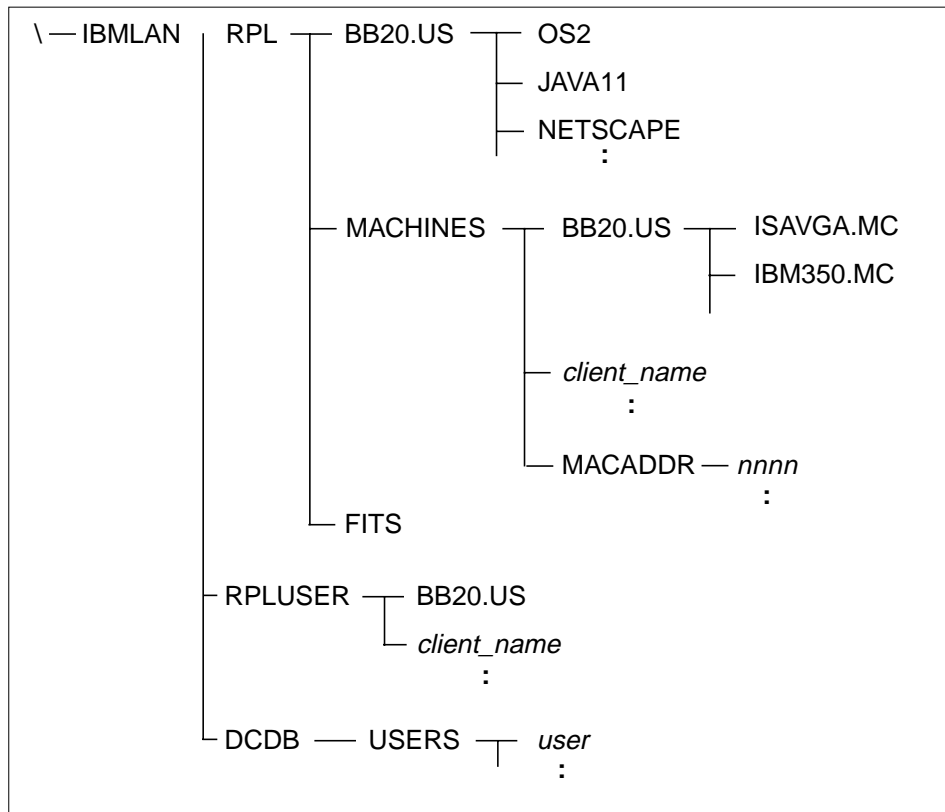 \ IBMLAN RPL BB20.US OS2
JAVA11
NETSCAPE
:
MACHINES BB20.US ISAVGA.MC
IBM350.MC
client_name
:
MACADDR nnnn
:
FITS
RPLUSER BB20.US
client_name
:
DCDB USERS user
: